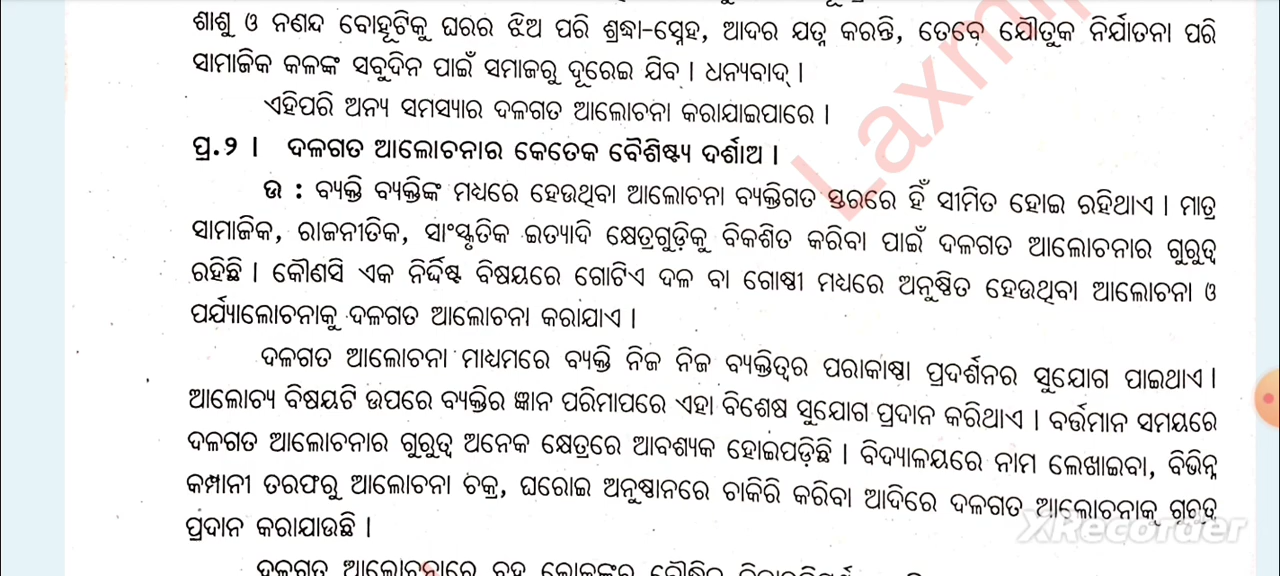 ଶାଶୁ ଓ ନଣନ୍ଦ ବୋହୂଟିକୁ ଘରର ଝିଅ ପରି ଶ୍ରଦ୍ଧା-ସ୍ନେହ, ଆଦର ଯତ୍ନ କରନ୍ତି, ତେବେ ଯୌତୁକ ନିର୍ଯାତନା ପରି
ସାମାଜିକ କଳଙ୍କ ସବୁଦିନ ପାଇଁ ସମାଜରୁ ଦୂରେଇ ଯିବ । ଧନ୍ୟବାଦ୍ ।
ଏହିପରି ଅନ୍ୟ ସମସ୍ୟାର ଦଳଗତ ଆଲୋଚନା କରାଯାଇପାରେ ।
ପ୍ର.୨ । ଦଳଗତ ଆଲୋଚନାର କେତେକ ବୈଶିଷ୍ଟ୍ୟ ଦର୍ଶାଅ ।
ଉ : ବ୍ୟକ୍ତି ବ୍ୟକ୍ତିଙ୍କ ମଧ୍ୟରେ ହେଉଥିବା ଆଲୋଚନା ବ୍ୟକ୍ତିଗତ ସ୍ତରରେ ହିଁ ସୀମିତ ହୋଇ ରହିଥାଏ । ମାତ୍ର
ସାମାଜିକ, ରାଜନୀତିକ, ସାଂସ୍କୃତିକ ଇତ୍ୟାଦି କ୍ଷେତ୍ରଗୁଡ଼ିକୁ ବିକଶିତ କରିବା ପାଇଁ ଦଳଗତ ଆଲୋଚନାର ଗୁରୁତ୍ୱ
ରହିଛି । କୌଣସି ଏକ ନିର୍ଦ୍ଦିଷ୍ଟ ବିଷୟରେ ଗୋଟିଏ ଦଳ ବା ଗୋଷ୍ଠୀ ମଧ୍ୟରେ ଅନୁଷ୍ଠିତ ହେଉଥିବା ଆଲୋଚନା ଓ
ପର୍ଯ୍ୟାଲୋଚନାକୁ ଦଳଗତ ଆଲୋଚନା କରାଯାଏ ।
ଦଳଗତ ଆଲୋଚନା ମାଧ୍ୟମରେ ବ୍ୟକ୍ତି ନିଜ ନିଜ ବ୍ୟକ୍ତିତ୍ୱର ପରାକାଷ୍ଠା ପ୍ରଦର୍ଶନର ସୁଯୋଗ ପାଇଥାଏ ।
ଆଲୋଚ୍ୟ ବିଷୟଟି ଉପରେ ବ୍ୟକ୍ତିର ଜ୍ଞାନ ପରିମାପରେ ଏହା ବିଶେଷ ସୁଯୋଗ ପ୍ରଦାନ କରିଥାଏ । ବର୍ତ୍ତମାନ ସମୟରେ
ଦଳଗତ ଆଲୋଚନାର ଗୁରୁତ୍ୱ ଅନେକ କ୍ଷେତ୍ରରେ ଆବଶ୍ୟକ ହୋଇପଡ଼ିଛି । ବିଦ୍ୟାଳୟରେ ନାମ ଲେଖାଇବା, ବିଭିନ୍ନ
କମ୍ପାନୀ ତରଫରୁ ଆଲୋଚନା ଚକ୍ର, ଘରୋଇ ଅନୁଷ୍ଠାନରେ ଚାକିରି କରିବା ଆଦିରେ ଦଳଗତ ଆଲୋଚନାକୁ ଗୁରୁତ୍ୱ
ପ୍ରଦାନ କରାଯାଉଛି ।
ଦଳଗତ ଆଲୋଚନାରେ ବହୁ ଲୋକଙ୍କର
XRecorder